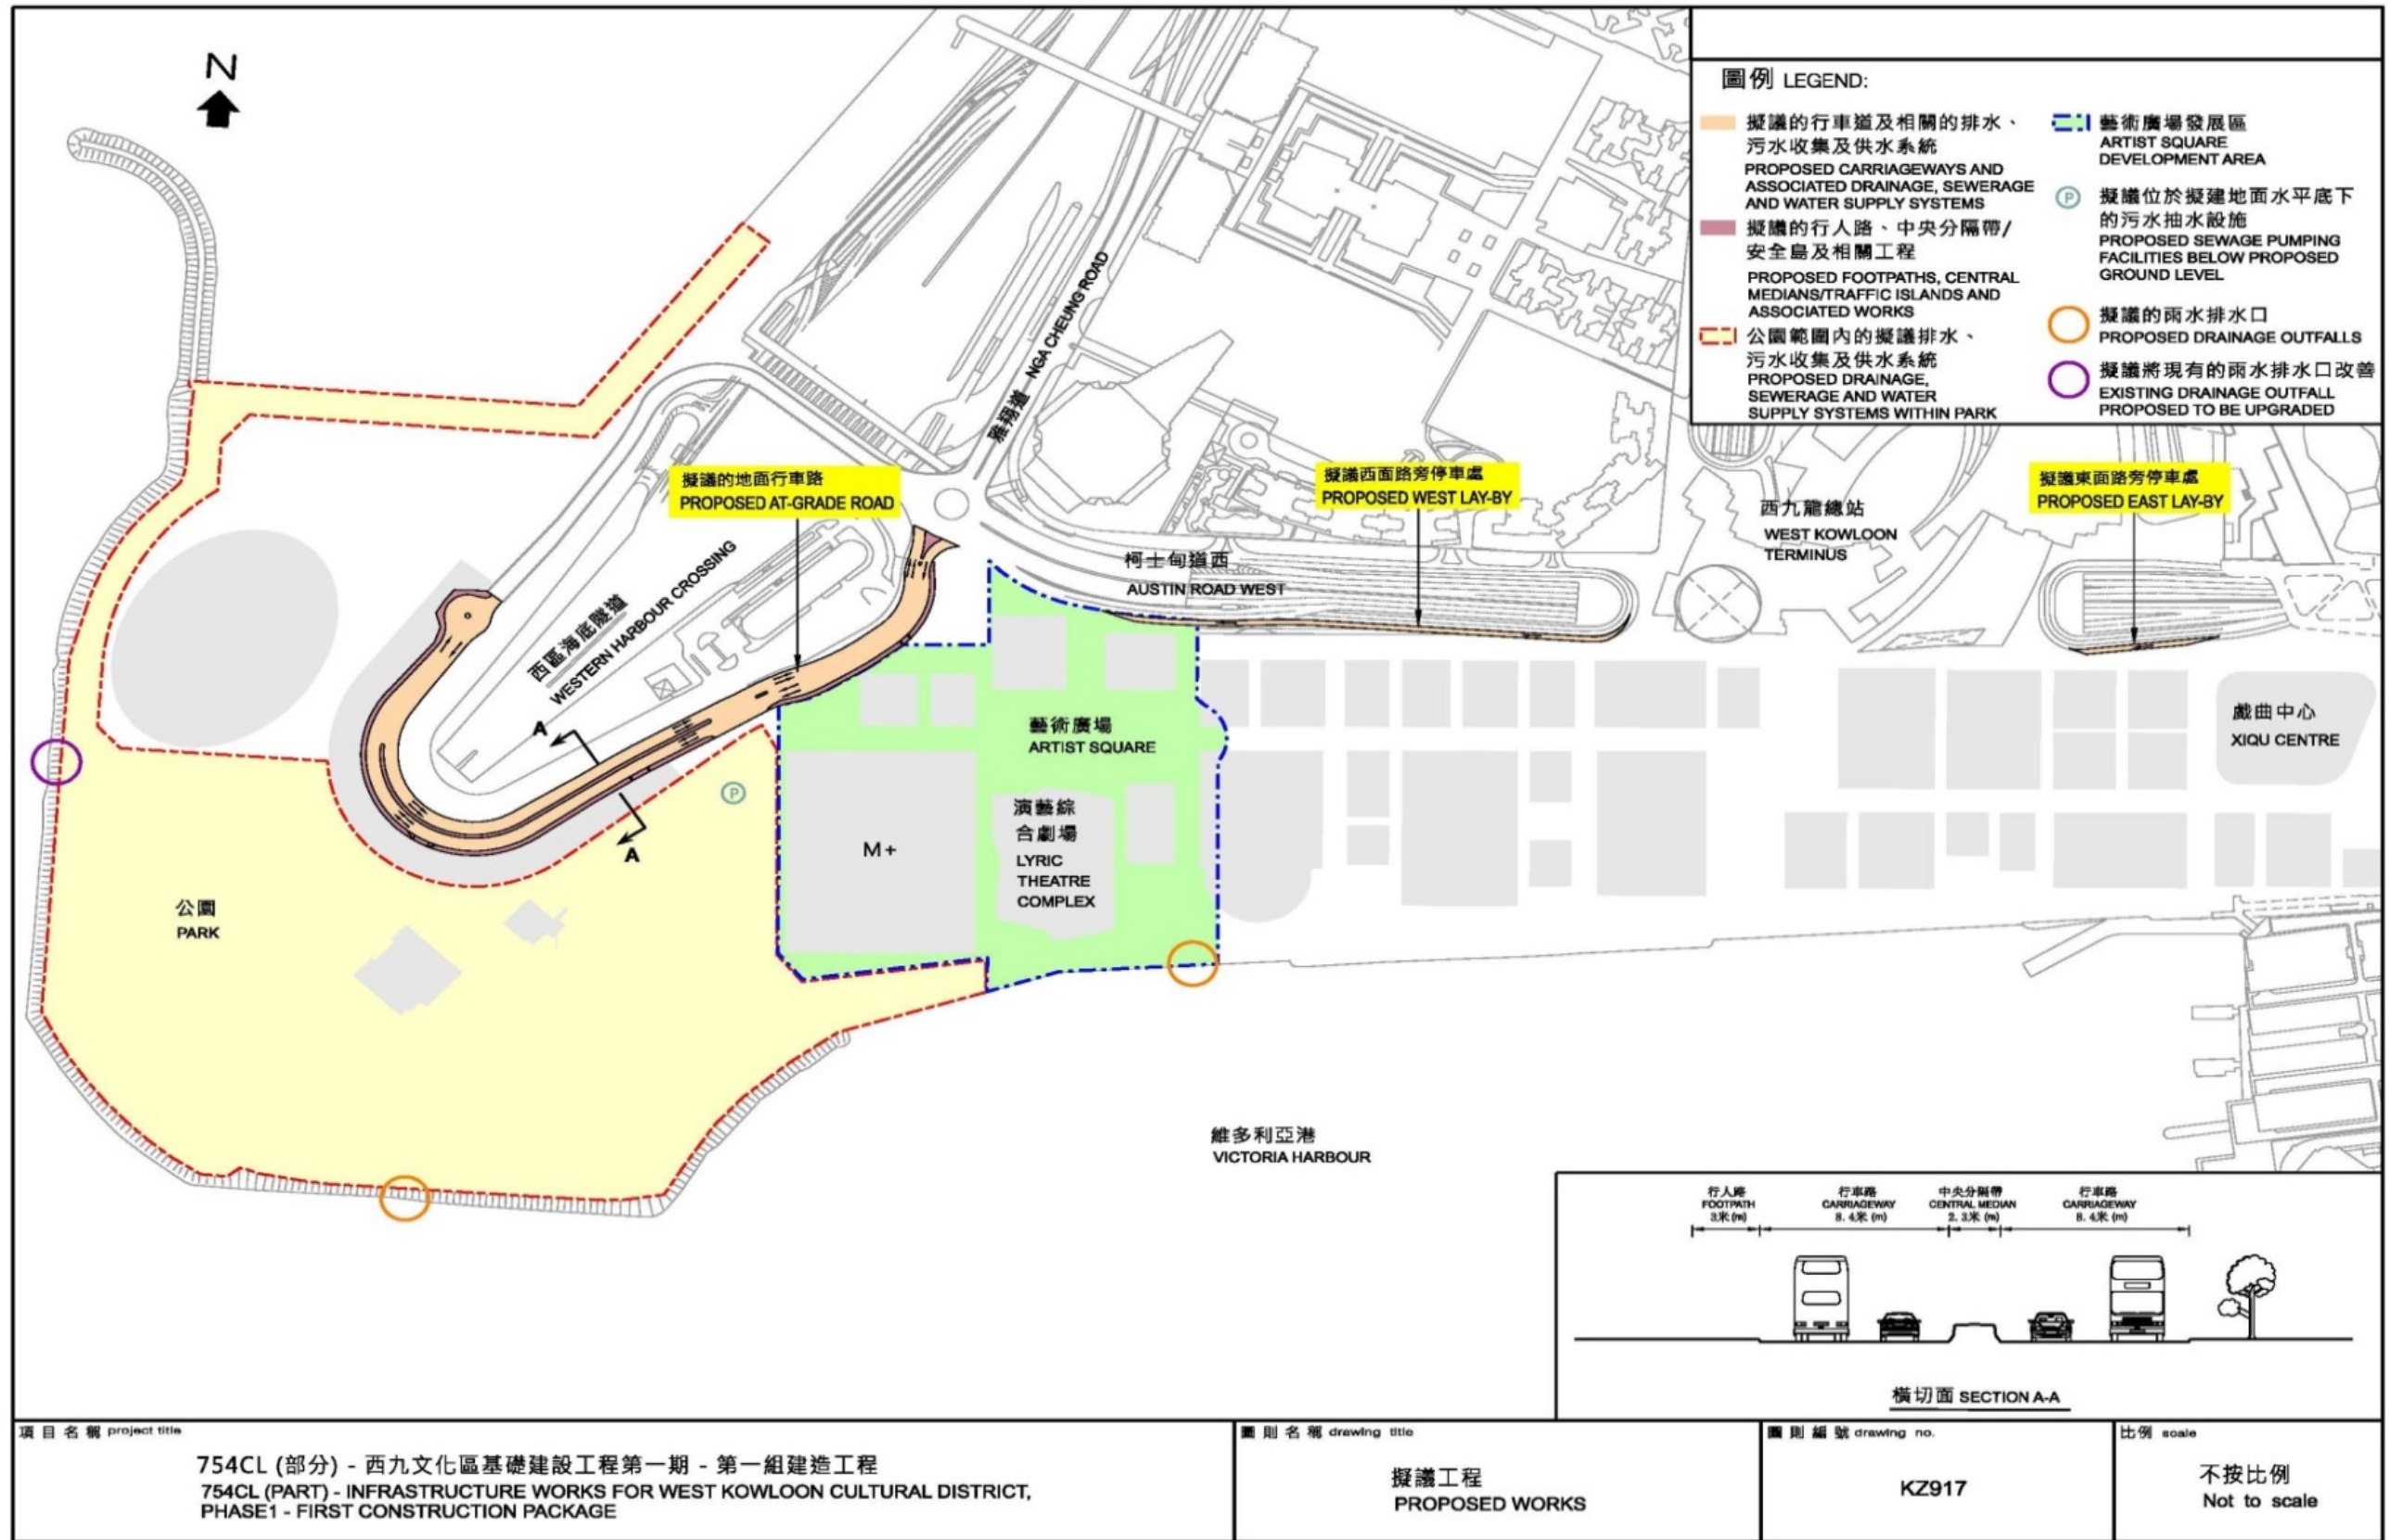 N
圖例 LEGEND:
擬議的行車道及相關的排水、
污水收集及供水系統
PROPOSED CARRIAGEWAYS AND
ASSOCIATED DRAINAGE, SEWERAGE
AND WATER SUPPLY SYSTEMS
擬議的行人路、中央分隔帶/
安全島及相關工程
PROPOSED FOOTPATHS, CENTRAL
MEDIANS/TRAFFIC ISLANDS AND
ASSOCIATED WORKS
公園範圍內的擬議排水、
污水收集及供水系統
PROPOSED DRAINAGE,
SEWERAGE AND WATER
SUPPLY SYSTEMS WITHIN PARK
藝術廣場發展區
ARTIST SQUARE
DEVELOPMENT AREA
P
擬議位於擬建地面水平底下
的污水抽水設施
PROPOSED SEWAGE PUMPING
FACILITIES BELOW PROPOSED
GROUND LEVEL
擬議的雨水排水口
PROPOSED DRAINAGE OUTFALLS
擬議將現有的雨水排水口改善
EXISTING DRAINAGE OUTFALL
PROPOSED TO BE UPGRADED
雅翔道 NGA CHEUNG ROAD
擬議的地面行車路
PROPOSED AT-GRADE ROAD
擬議西面路旁停車處
PROPOSED WEST LAY-BY
擬議東面路旁停車處
PROPOSED EAST LAY-BY
西九龍總站
WEST KOWLOON
TERMINUS
柯士甸道西
AUSTIN ROAD WEST
西區海底隧道
WESTERN HARBOUR CROSSING
A
A
P
藝術廣場
ARTIST SQUARE
戲曲中心
XIQU CENTRE
M+
演藝綜
合劇場
LYRIC
THEATRE
COMPLEX
公園
PARK
維多利亞港
VICTORIA HARBOUR
行人路
FOOTPATH
3米(m)
行車路
CARRIAGEWAY
8.4米(m)
中央分隔帶
CENTRAL MEDIAN
2.3米(m)
行車路
CARRIAGEWAY
8.4米(m)
橫切面 SECTION A-A
項目名稱 project title
754CL (部分) - 西九文化區基礎建設工程第一期 - 第一組建造工程
754CL (PART) - INFRASTRUCTURE WORKS FOR WEST KOWLOON CULTURAL DISTRICT,
PHASE1 - FIRST CONSTRUCTION PACKAGE
圖則名稱 drawing title
擬議工程
PROPOSED WORKS
圖則編號 drawing no.
KZ917
比例 scale
不按比例
Not to scale